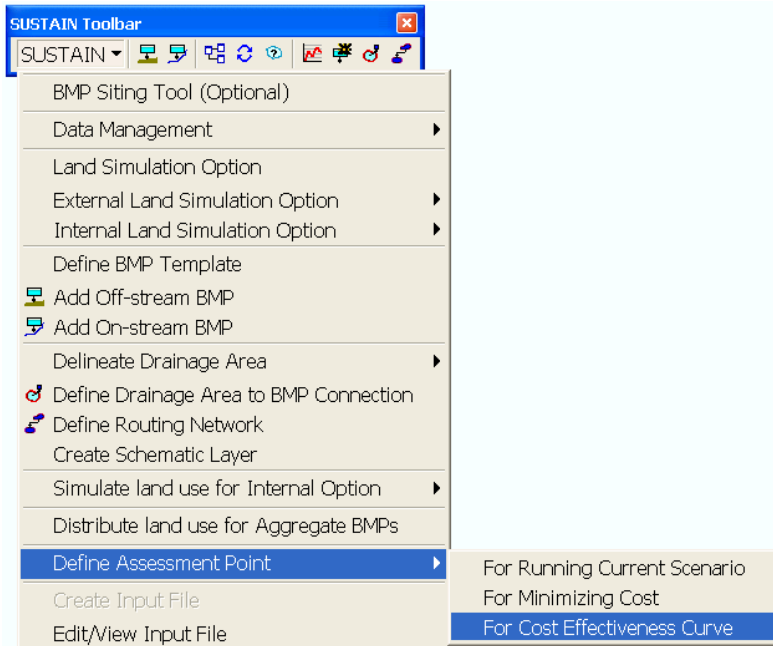 SUSTAIN Toolbar
SUSTAIN
BMP Siting Tool (Optional)
Data Management
Land Simulation Option
External Land Simulation Option
Internal Land Simulation Option
Define BMP Template
Add Off-stream BMP
Add On-stream BMP
Delineate Drainage Area
Define Drainage Area to BMP Connection
Define Routing Network
Create Schematic Layer
Simulate land use for Internal Option
Distribute land use for Aggregate BMPs
Define Assessment Point
For Running Current Scenario
Create Input File
For Minimizing Cost
Edit/View Input File
For Cost Effectiveness Curve